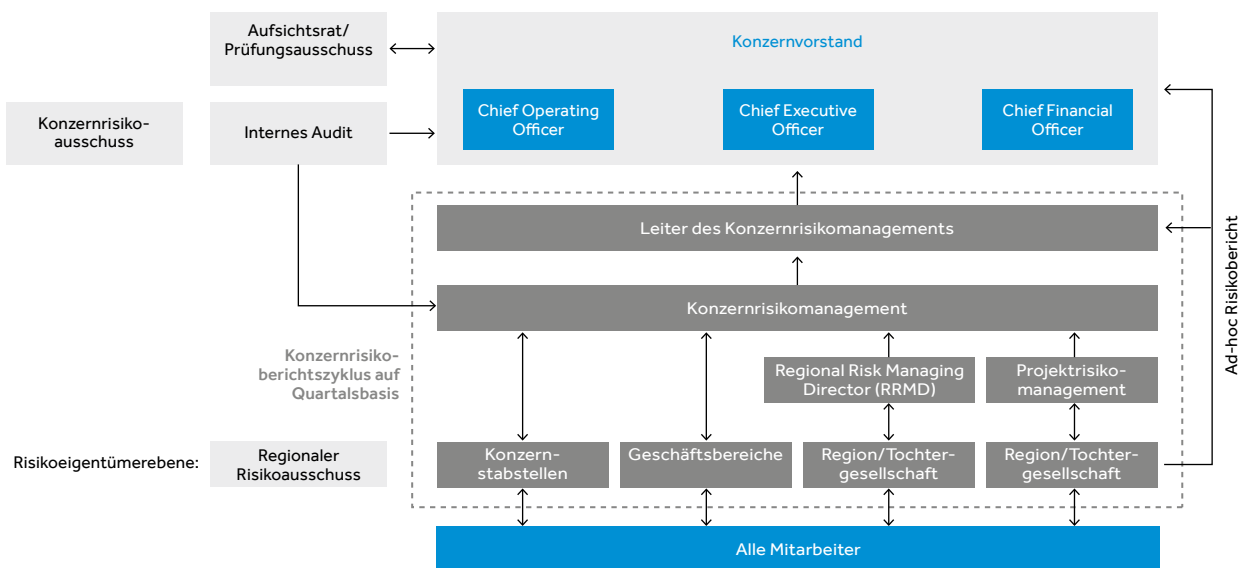 Aufsichtsrat/
Prüfungsausschuss
Konzernvorstand
Chief Operating
Officer
Chief Executive
Officer
Chief Financial
Officer
Konzernrisiko-
ausschuss
Internes Audit
Leiter des Konzernrisikomanagements
Konzernrisikomanagement
Ad-hoc Risikobericht
Konzernrisiko-
berichtszyklus auf
Quartalsbasis
Regional Risk Managing
Director (RRMD)
Projektrisiko-
management
Risikoeigentümerebene:
Regionaler
Risikoausschuss
Konzern-
stabstellen
Geschäftsbereiche
Region/Tochter-
gesellschaft
Region/Tochter-
gesellschaft
Alle Mitarbeiter